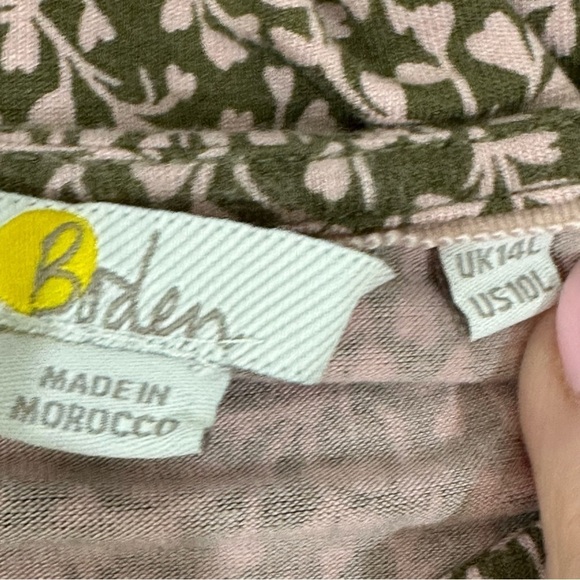 Boden
MADE IN
MOROCCO
UK14L
US10L